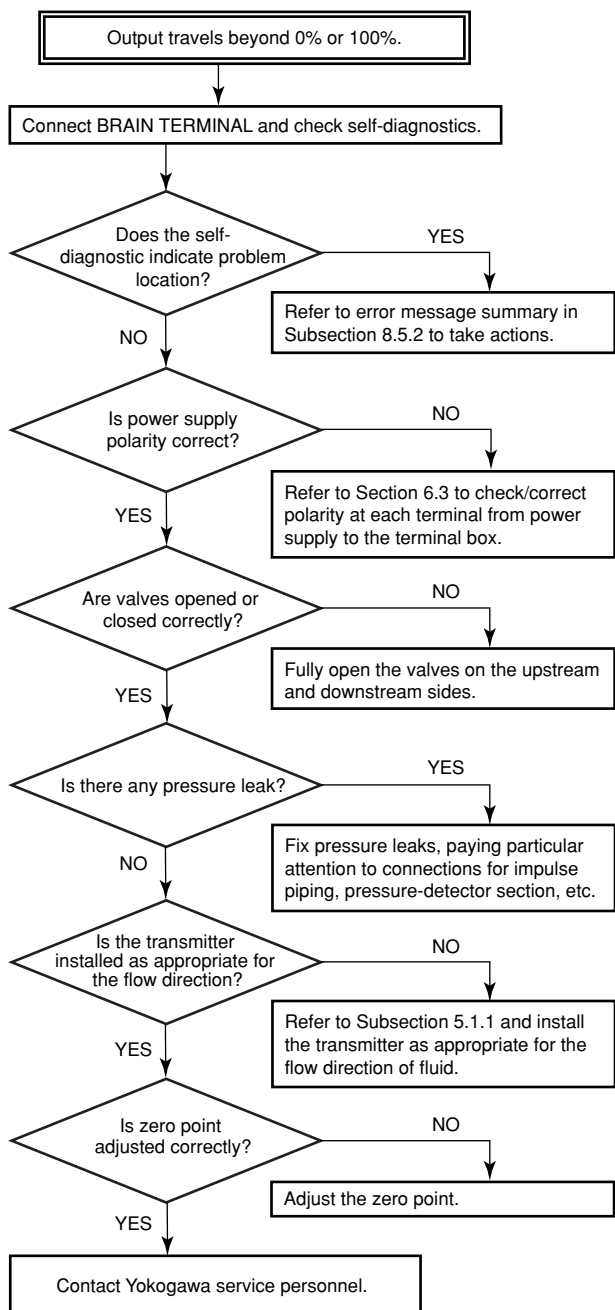 Output travels beyond 0% or 100%.
Connect BRAIN TERMINAL and check self-diagnostics.
Does the self-
diagnostic indicate problem
location?
YES
Refer to error message summary in
Subsection 8.5.2 to take actions.
NO
Is power supply
polarity correct?
NO
Refer to Section 6.3 to check/correct
polarity at each terminal from power
supply to the terminal box.
YES
Are valves opened or
closed correctly?
NO
Fully open the valves on the upstream
and downstream sides.
YES
Is there any pressure leak?
YES
Fix pressure leaks, paying particular
attention to connections for impulse
piping, pressure-detector section, etc.
NO
Is the transmitter
installed as appropriate for
the flow direction?
NO
Refer to Subsection 5.1.1 and install
the transmitter as appropriate for the
flow direction of fluid.
YES
Is zero point
adjusted correctly?
NO
Adjust the zero point.
YES
Contact Yokogawa service personnel.